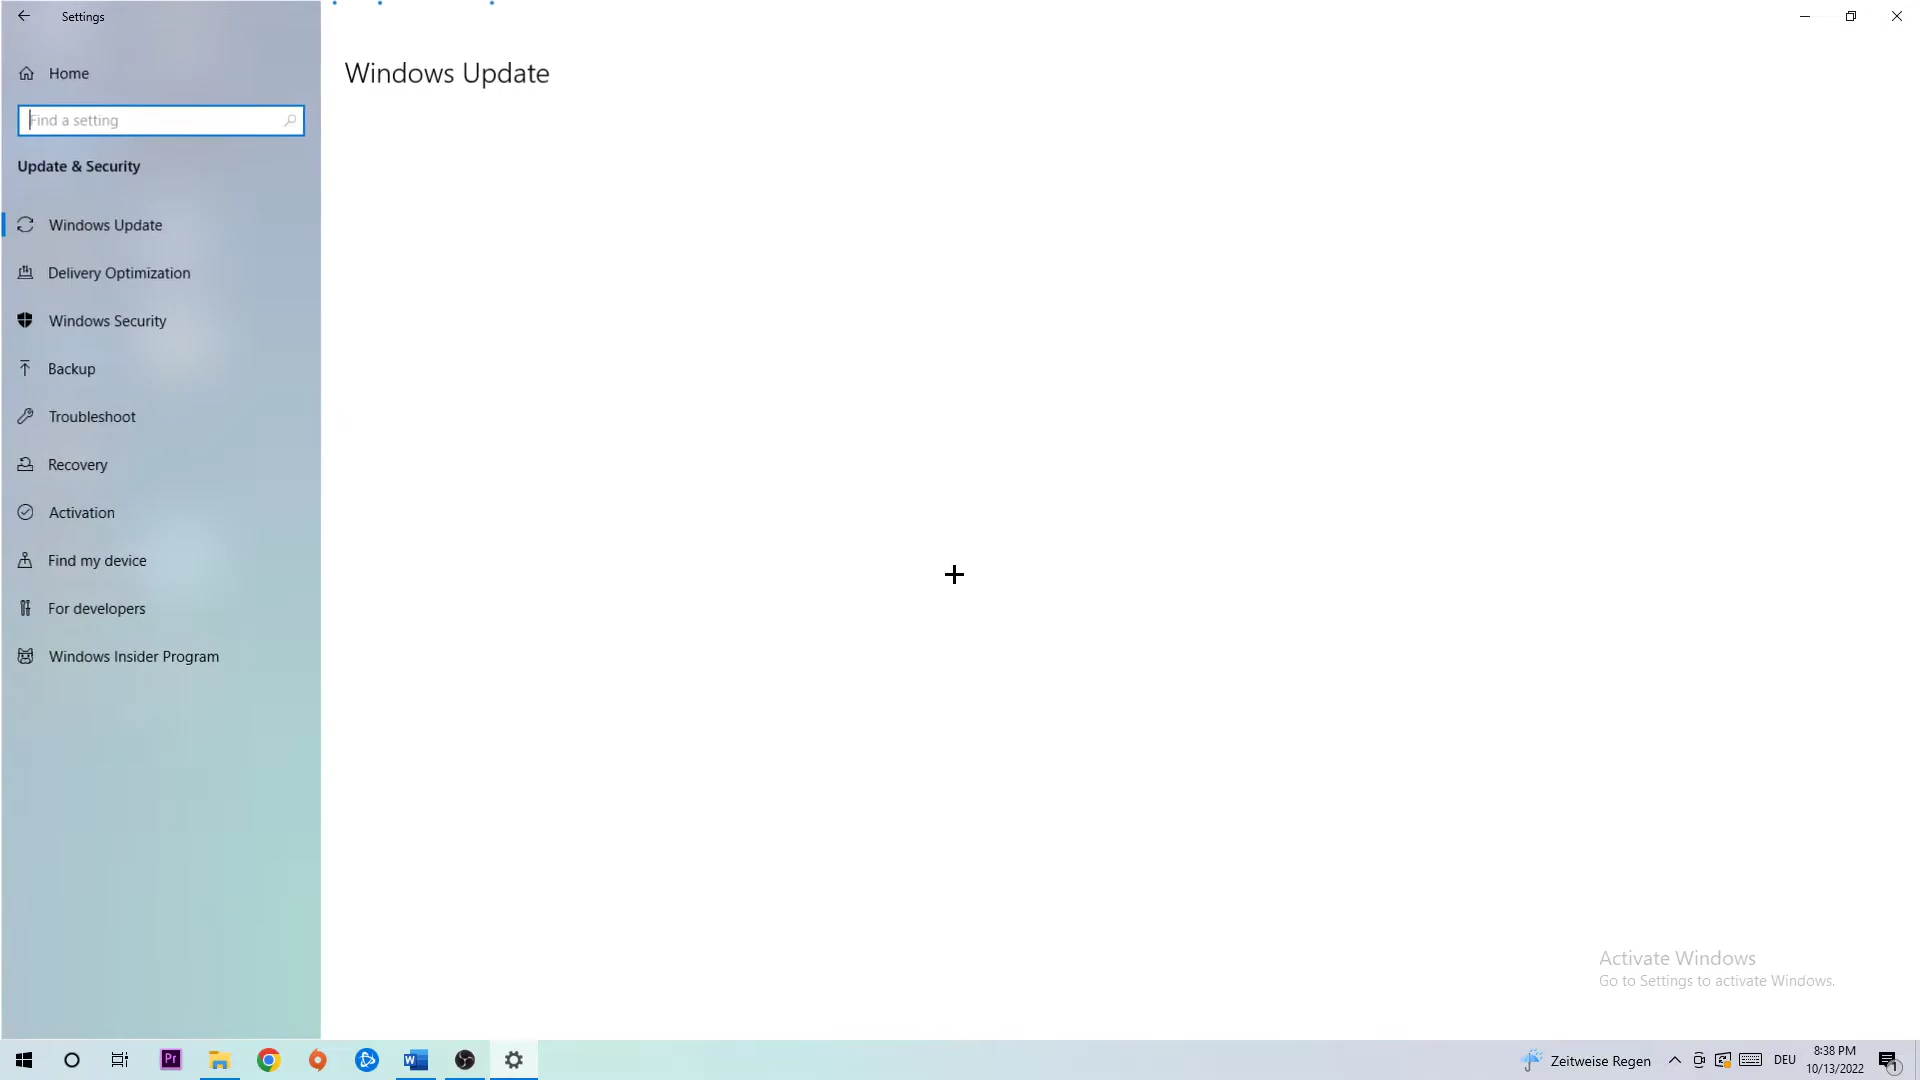 Settings
Home
Find a setting
Update & Security
Windows Update
Delivery Optimization
Windows Security
Backup
Troubleshoot
Recovery
Activation
Find my device
For developers
Windows Insider Program
Windows Update
Activate Windows
Go to Settings to activate Windows.
Pr
W
Zeitweise Regen
DEU
8:38 PM
10/13/2022
1